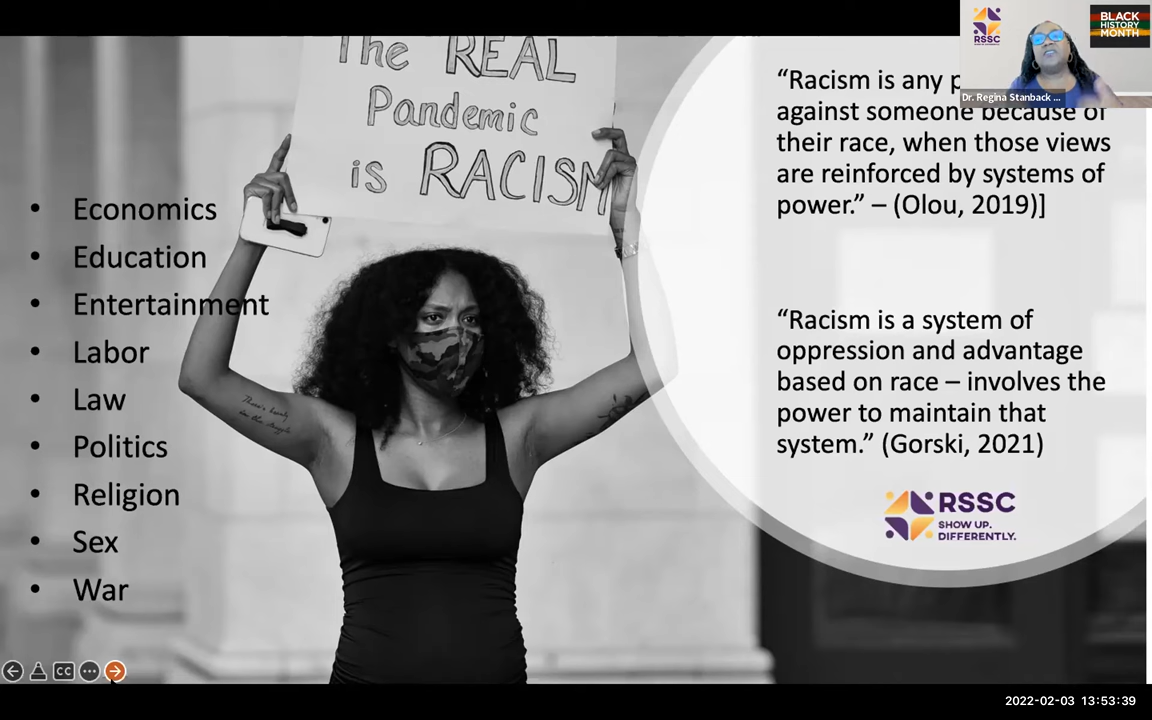 The REAL
Pandemic
is RACISM
• Economics
• Education
• Entertainment
• Labor
• Law
• Politics
• Religion
• Sex
• War
“Racism is any
against someone because of
their race, when those views
are reinforced by systems of
power.” – (Olou, 2019)]
“Racism is a system of
oppression and advantage
based on race – involves the
power to maintain that
system.” (Gorski, 2021)
RSSC
SHOW UP.
DIFFERENTLY.
RSSC
BLACK
HISTORY
MONTH
Dr. Regina Stanback ...
CC
2022-02-03 13:53:39